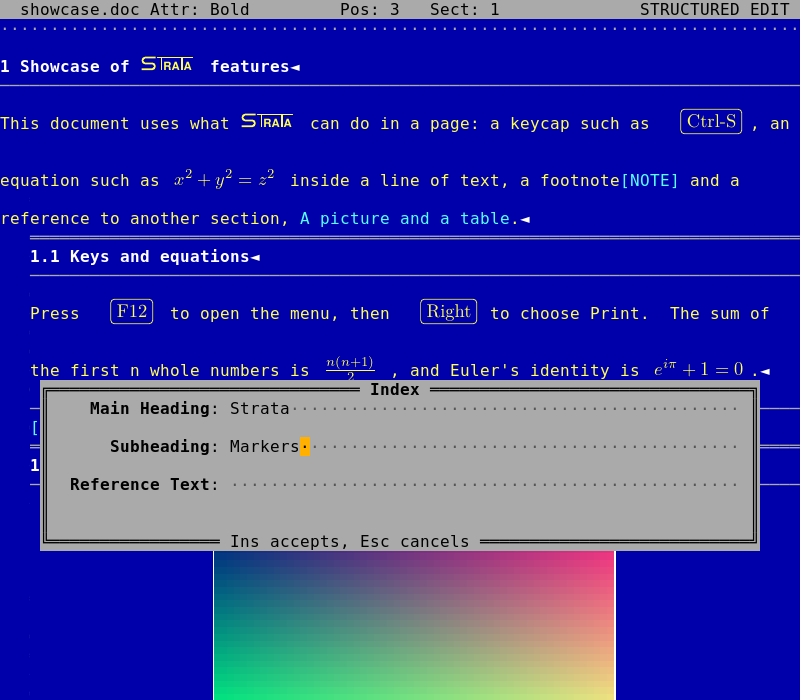 showcase.doc Attr: Bold Pos: 3 Sect: 1 STRUCTURED EDIT
1 Showcase of STRATA features◄
This document uses what STRATA can do in a page: a keycap such as Ctrl-S , an
equation such as x² + y² = z² inside a line of text, a footnote[NOTE] and a
reference to another section, A picture and a table.◄
1.1 Keys and equations◄
Press F12 to open the menu, then Right to choose Print. The sum of
the first n whole numbers is n(n+1)/2 , and Euler's identity is e^{iπ} + 1 = 0 .◄
Index
Main Heading: Strata
[
Subheading: Markers
1
Reference Text:
Ins accepts, Esc cancels